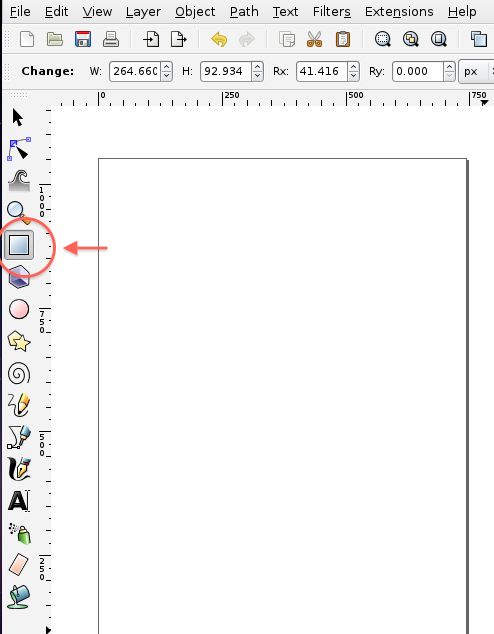 File Edit View Layer Object Path Text Filters Extensions Help
Change: W: 264.660 H: 92.934 Rx: 41.416 Ry: 0.000 px
0 250 500 750
1000
750
500
250
A